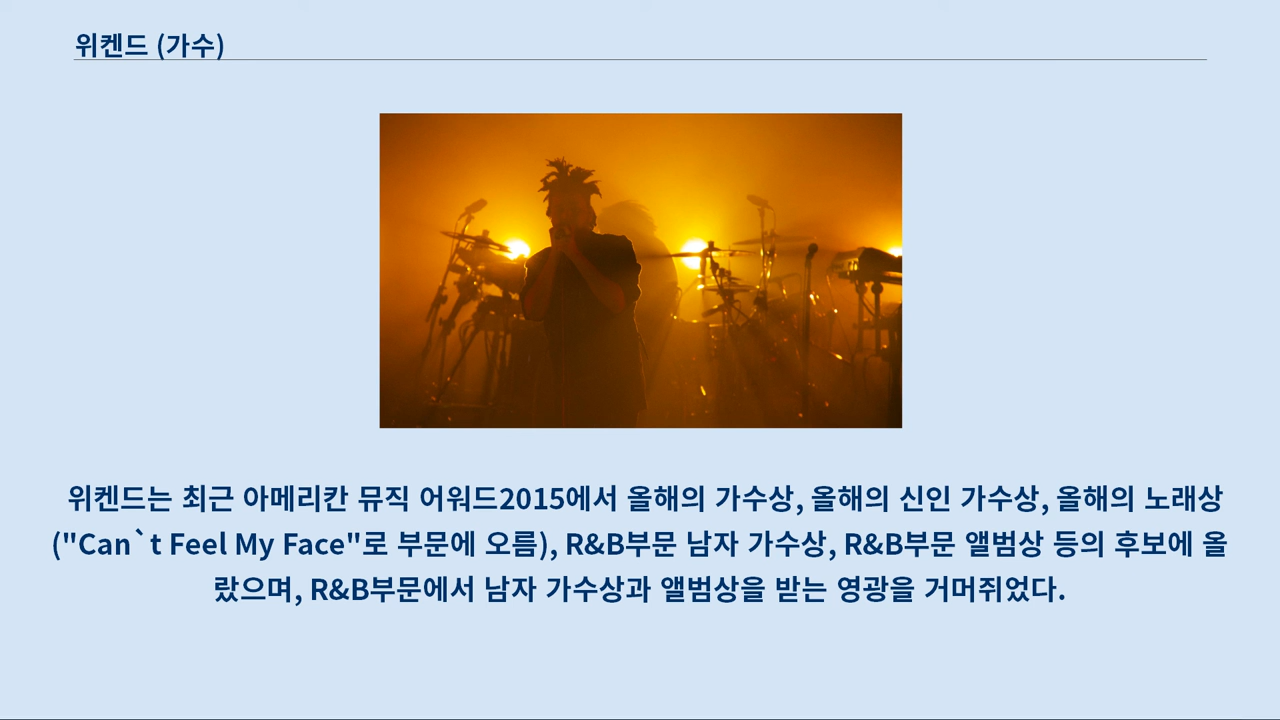 위켄드 (가수)
위켄드는 최근 아메리칸 뮤직 어워드2015에서 올해의 가수상, 올해의 신인 가수상, 올해의 노래상
("Can`t Feel My Face"로 부문에 오름), R&B부문 남자 가수상, R&B부문 앨범상 등의 후보에 올
랐으며, R&B부문에서 남자 가수상과 앨범상을 받는 영광을 거머쥐었다.